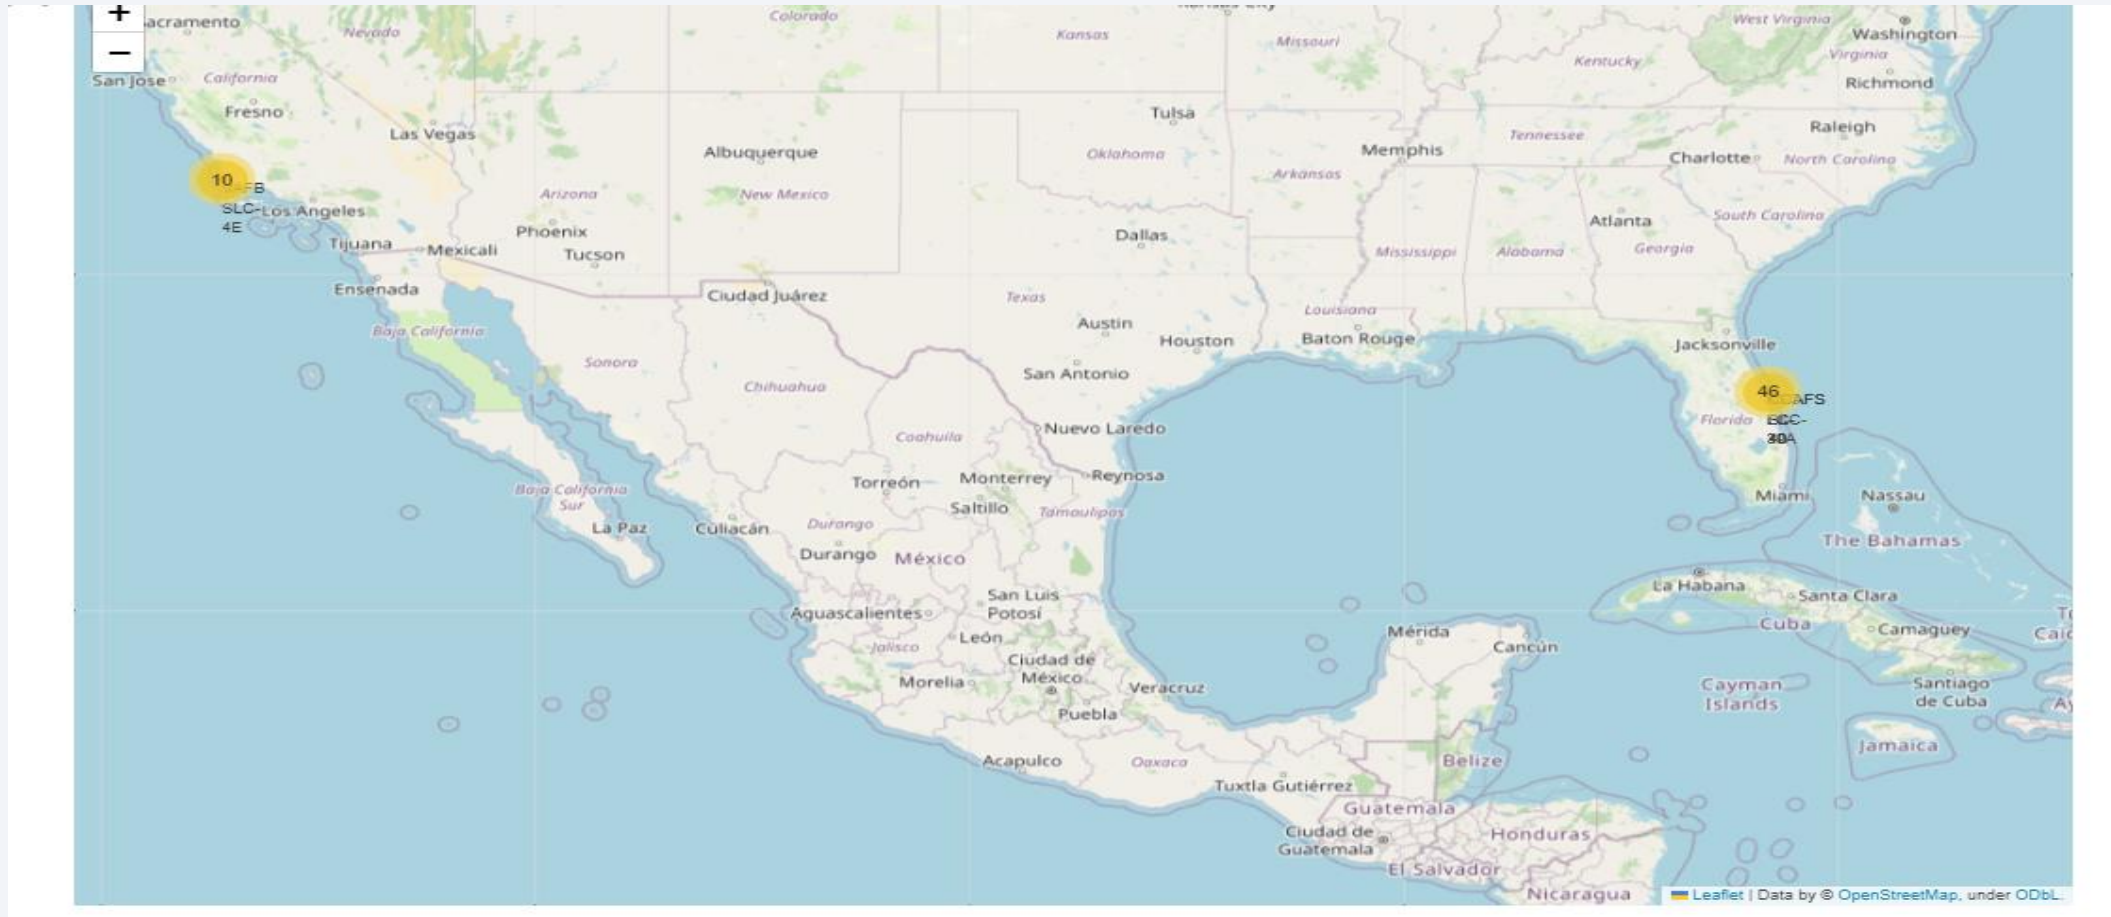 +
acramento
Nevado
Colorado
Kansas
Missouri
West Virginia
Washington
−
San Jose
California
Kentucky
Virginia
Richmond
Fresno
Las Vegas
Tulsa
Tennessee
Raleigh
Albuquerque
Oklahoma
Memphis
Charlotte
North Carolina
10
AFB
SLC-
4E
Los Angeles
Arizona
New Mexico
Arkansas
Phoenix
Tucson
Dallas
Atlanta
South Carolina
Tijuana
Mexicali
Mississippi
Alabama
Georgia
Ensenada
Ciudad Juárez
Texas
Louisiana
Baja California
Austin
Houston
Baton Rouge
Jacksonville
Sonora
Chihuahua
San Antonio
46
AFS
Florida
Coahuila
Nuevo Laredo
Torreón
Monterrey
Reynosa
Baja California
Sur
Saltillo
Tamaulipas
Miami
Nassau
La Paz
Culiacán
Durango
Durango
México
The Bahamas
La Habana
Santa Clara
Aguascalientes
San Luis
Potosí
Cuba
Camaguey
León
Mérida
Cancún
Jalisco
Ciudad de
México
Morelia
Veracruz
Cayman
Islands
Santiago
de Cuba
Puebla
Jamaica
Acapulco
Oaxaca
Belize
Tuxtla Gutiérrez
Guatemala
Ciudad de
Guatemala
Honduras
El Salvador
Nicaragua
Leaflet | Data by © OpenStreetMap, under ODbL.